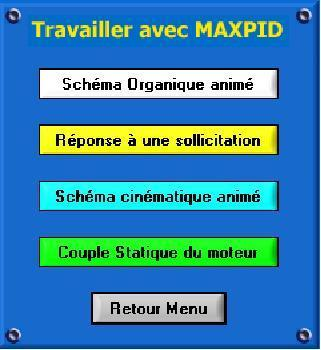 Travailler avec MAXPID
Schéma Organique animé
Réponse à une sollicitation
Schéma cinématique animé
Couple Statique du moteur
Retour Menu